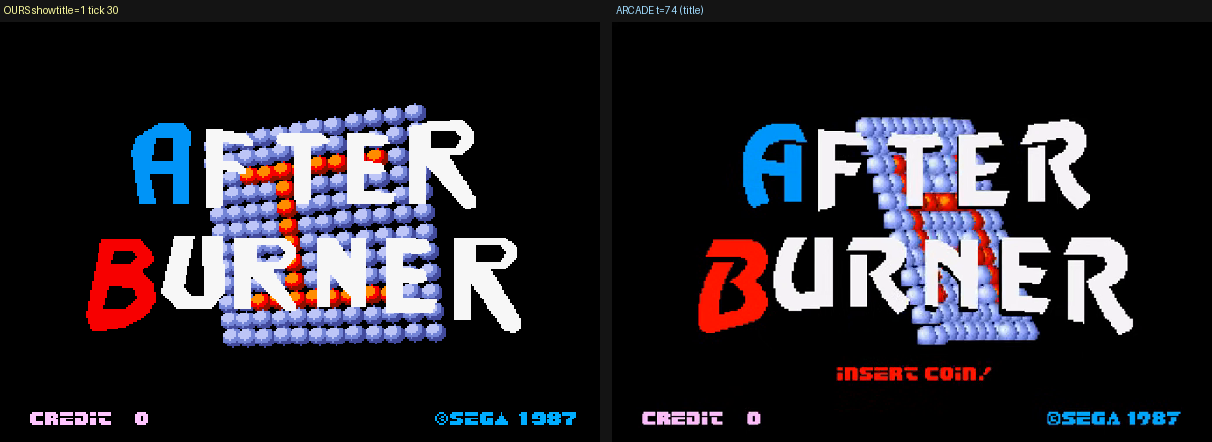 OURS showtitle=1 tick 30
AFTER
BURNER
CREDIT 0
©SEGA 1987
ARCADE t=74 (title)
AFTER
BURNER
INSERT COIN!
CREDIT 0
©SEGA 1987